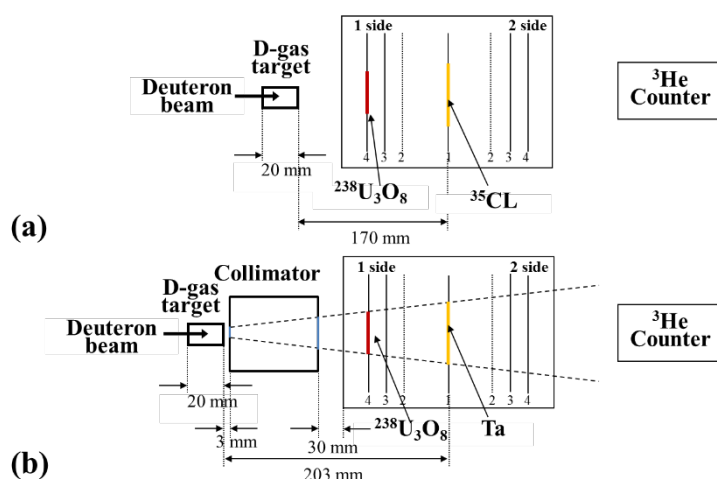 1 side
2 side
D-gas
target
Deuteron
beam
³He
Counter
4 3 2 1 2 3 4
20 mm
²³⁸U₃O₈
³⁵CL
(a)
170 mm
Collimator
1 side
2 side
D-gas
target
Deuteron
beam
³He
Counter
4 3 2 1 2 3 4
20 mm
²³⁸U₃O₈
Ta
3 mm
30 mm
(b)
203 mm